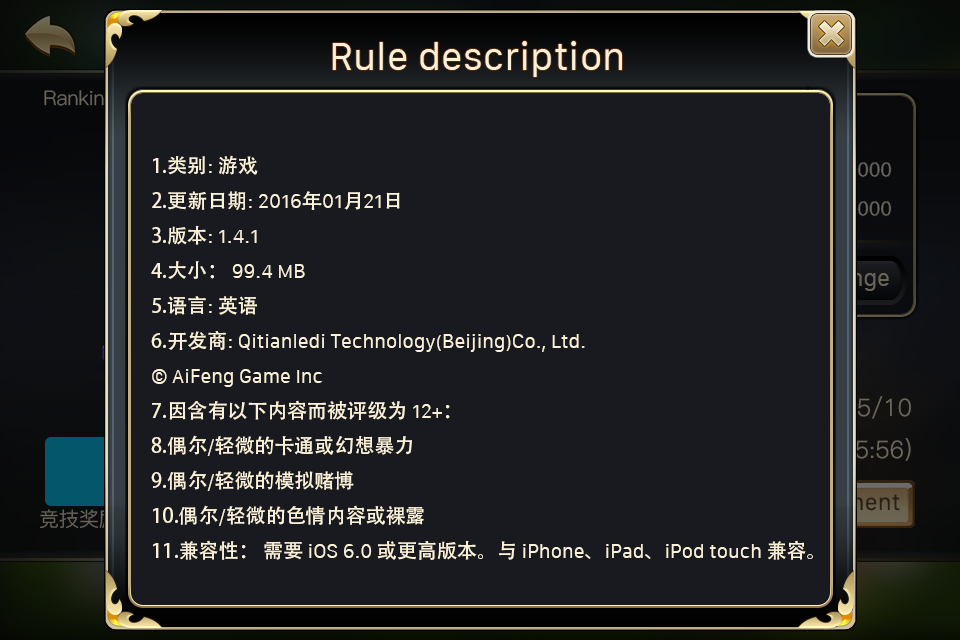 Rule description
Rankin
1.类别: 游戏
2.更新日期: 2016年01月21日
3.版本: 1.4.1
4.大小： 99.4 MB
5.语言: 英语
6.开发商: Qitianledi Technology(Beijing)Co., Ltd.
© AiFeng Game Inc
7.因含有以下内容而被评级为 12+：
8.偶尔/轻微的卡通或幻想暴力
9.偶尔/轻微的模拟赌博
10.偶尔/轻微的色情内容或裸露
11.兼容性： 需要 iOS 6.0 或更高版本。与 iPhone、iPad、iPod touch 兼容。
000
000
nge
5/10
5:56)
nent
竞技奖